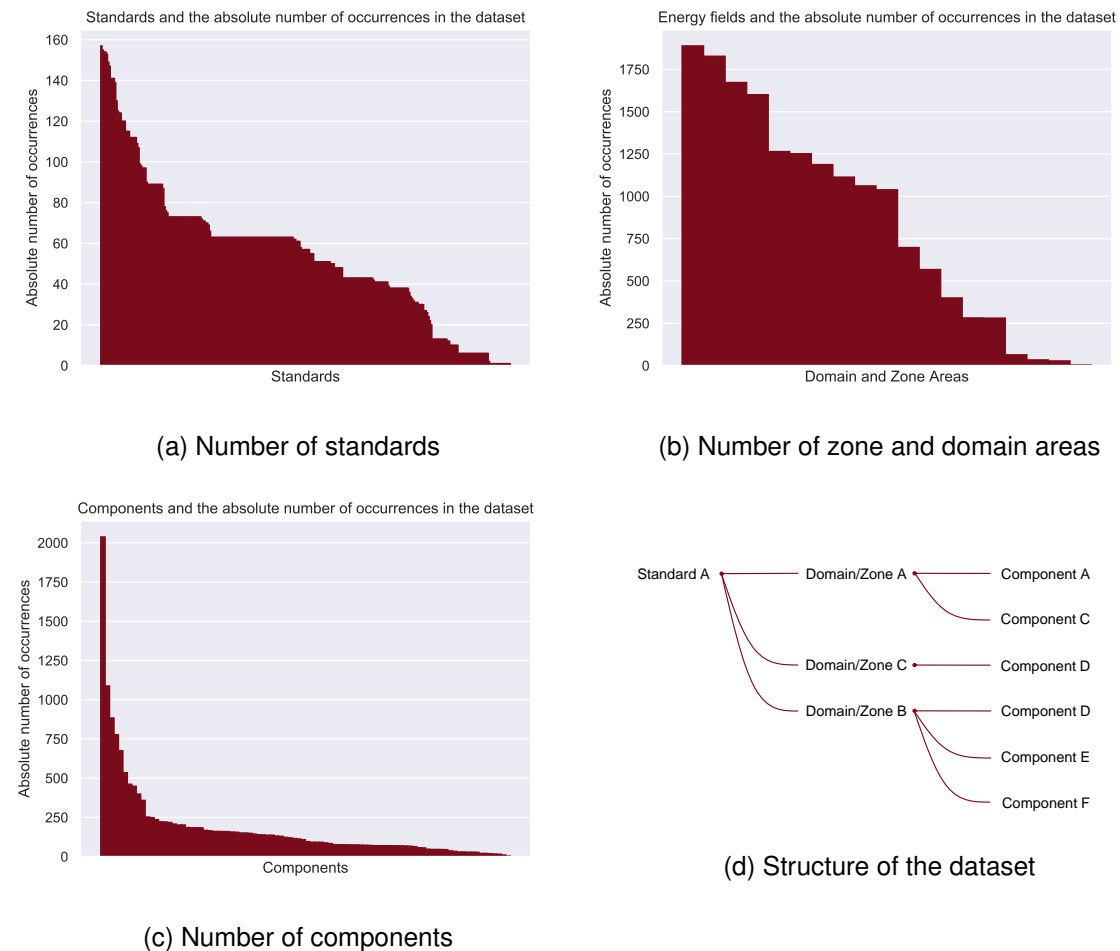 Standards and the absolute number of occurrences in the dataset
160
140
120
100
80
60
40
20
0
Absolute number of occurrences
Standards
(a) Number of standards
Energy fields and the absolute number of occurrences in the dataset
1750
1500
1250
1000
750
500
250
0
Absolute number of occurrences
Domain and Zone Areas
(b) Number of zone and domain areas
Components and the absolute number of occurrences in the dataset
2000
1750
1500
1250
1000
750
500
250
0
Absolute number of occurrences
Components
(c) Number of components
Standard A Domain/Zone A Component A
Component C
Domain/Zone C Component D
Domain/Zone B Component D
Component E
Component F
(d) Structure of the dataset